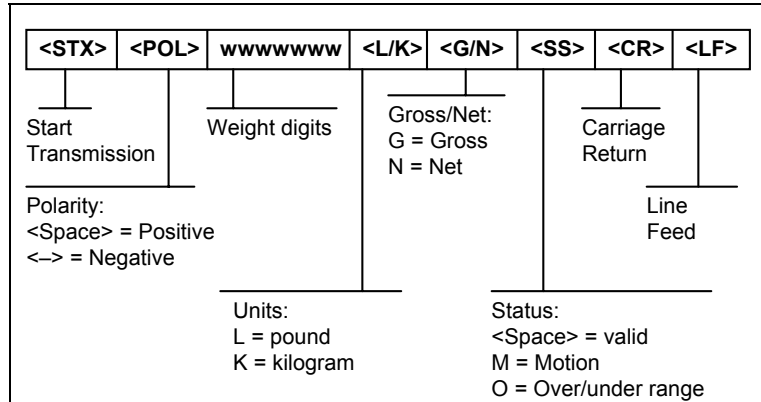 <STX> <POL> wwwwwww <L/K> <G/N> <SS> <CR> <LF>
Start
Transmission
Weight digits
Gross/Net:
G = Gross
N = Net
Carriage
Return
Polarity:
<Space> = Positive
<–> = Negative
Line
Feed
Units:
L = pound
K = kilogram
Status:
<Space> = valid
M = Motion
O = Over/under range